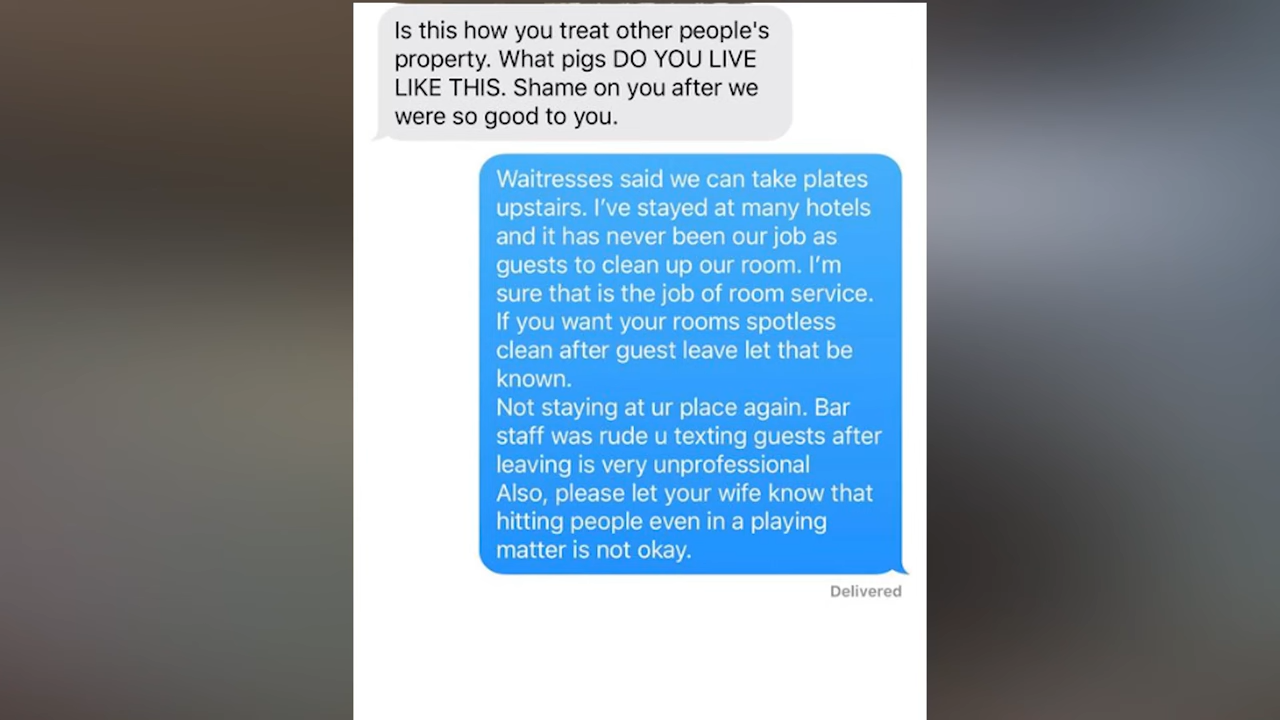 Is this how you treat other people's
property. What pigs DO YOU LIVE
LIKE THIS. Shame on you after we
were so good to you.
Waitresses said we can take plates
upstairs. I’ve stayed at many hotels
and it has never been our job as
guests to clean up our room. I’m
sure that is the job of room service.
If you want your rooms spotless
clean after guest leave let that be
known.
Not staying at ur place again. Bar
staff was rude u texting guests after
leaving is very unprofessional
Also, please let your wife know that
hitting people even in a playing
matter is not okay.
Delivered